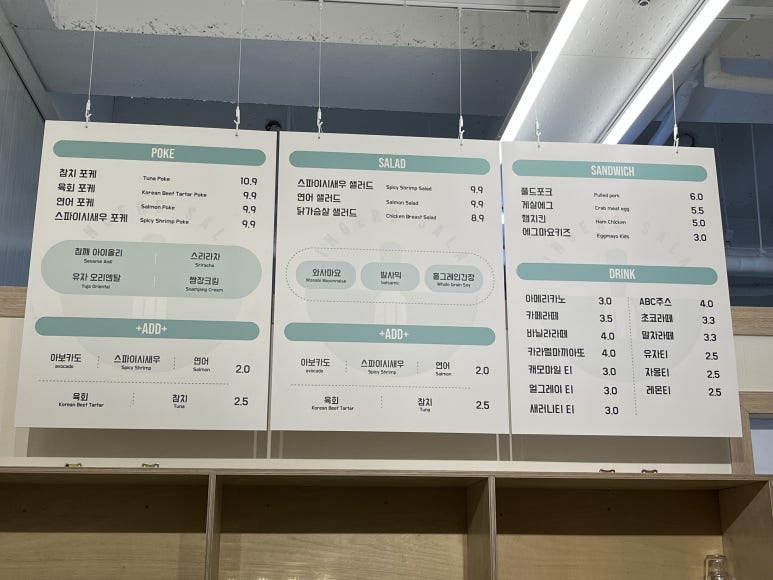 POKE
참치 포케 Tuna Poke 10.9
육회 포케 Korean Beef Tartar Poke 9.9
연어 포케 Salmon Poke 9.9
스파이시새우 포케 Spicy Shrimp Poke 9.9
참깨 아이올리 스리라차
Sesame Aioli Sriracha
유자 오리엔탈 쌈장크림
Yuja Oriental Ssamjang Cream
+ADD+
아보카도 스파이시새우 연어 2.0
avocado Spicy Shrimp Salmon
육회 참치 2.5
Korean Beef Tartar Tuna
SALAD
스파이시새우 샐러드 Spicy Shrimp Salad 9.9
연어 샐러드 Salmon Salad 9.9
닭가슴살 샐러드 Chicken Breast Salad 8.9
와사마요 발사믹 홀그레인간장
Wasabi Mayonnaise balsamic Whole Grain Soy
+ADD+
아보카도 스파이시새우 연어 2.0
avocado Spicy Shrimp Salmon
육회 참치 2.5
Korean Beef Tartar Tuna
SANDWICH
풀드포크 Pulled pork 6.0
게살에그 Crab meat egg 5.5
햄치킨 Ham Chicken 5.0
에그마요키즈 Eggmayo Kids 3.0
DRINK
아메리카노 3.0
카페라떼 3.5
바닐라라떼 4.0
카라멜마끼아또 4.0
캐모마일 티 3.0
얼그레이 티 3.0
새러니티 티 3.0
ABC주스 4.0
초코라떼 3.3
말차라떼 3.3
유자티 2.5
자몽티 2.5
레몬티 2.5